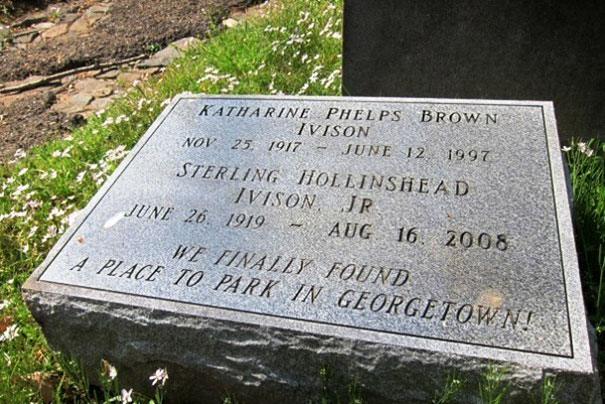 KATHARINE PHELPS BROWN
IVISON
NOV. 25. 1917 – JUNE 12. 1997
STERLING HOLLINSHEAD
IVISON, JR
JUNE 26. 1919 ~ AUG 16. 2008
WE FINALLY FOUND
A PLACE TO PARK IN GEORGETOWN!